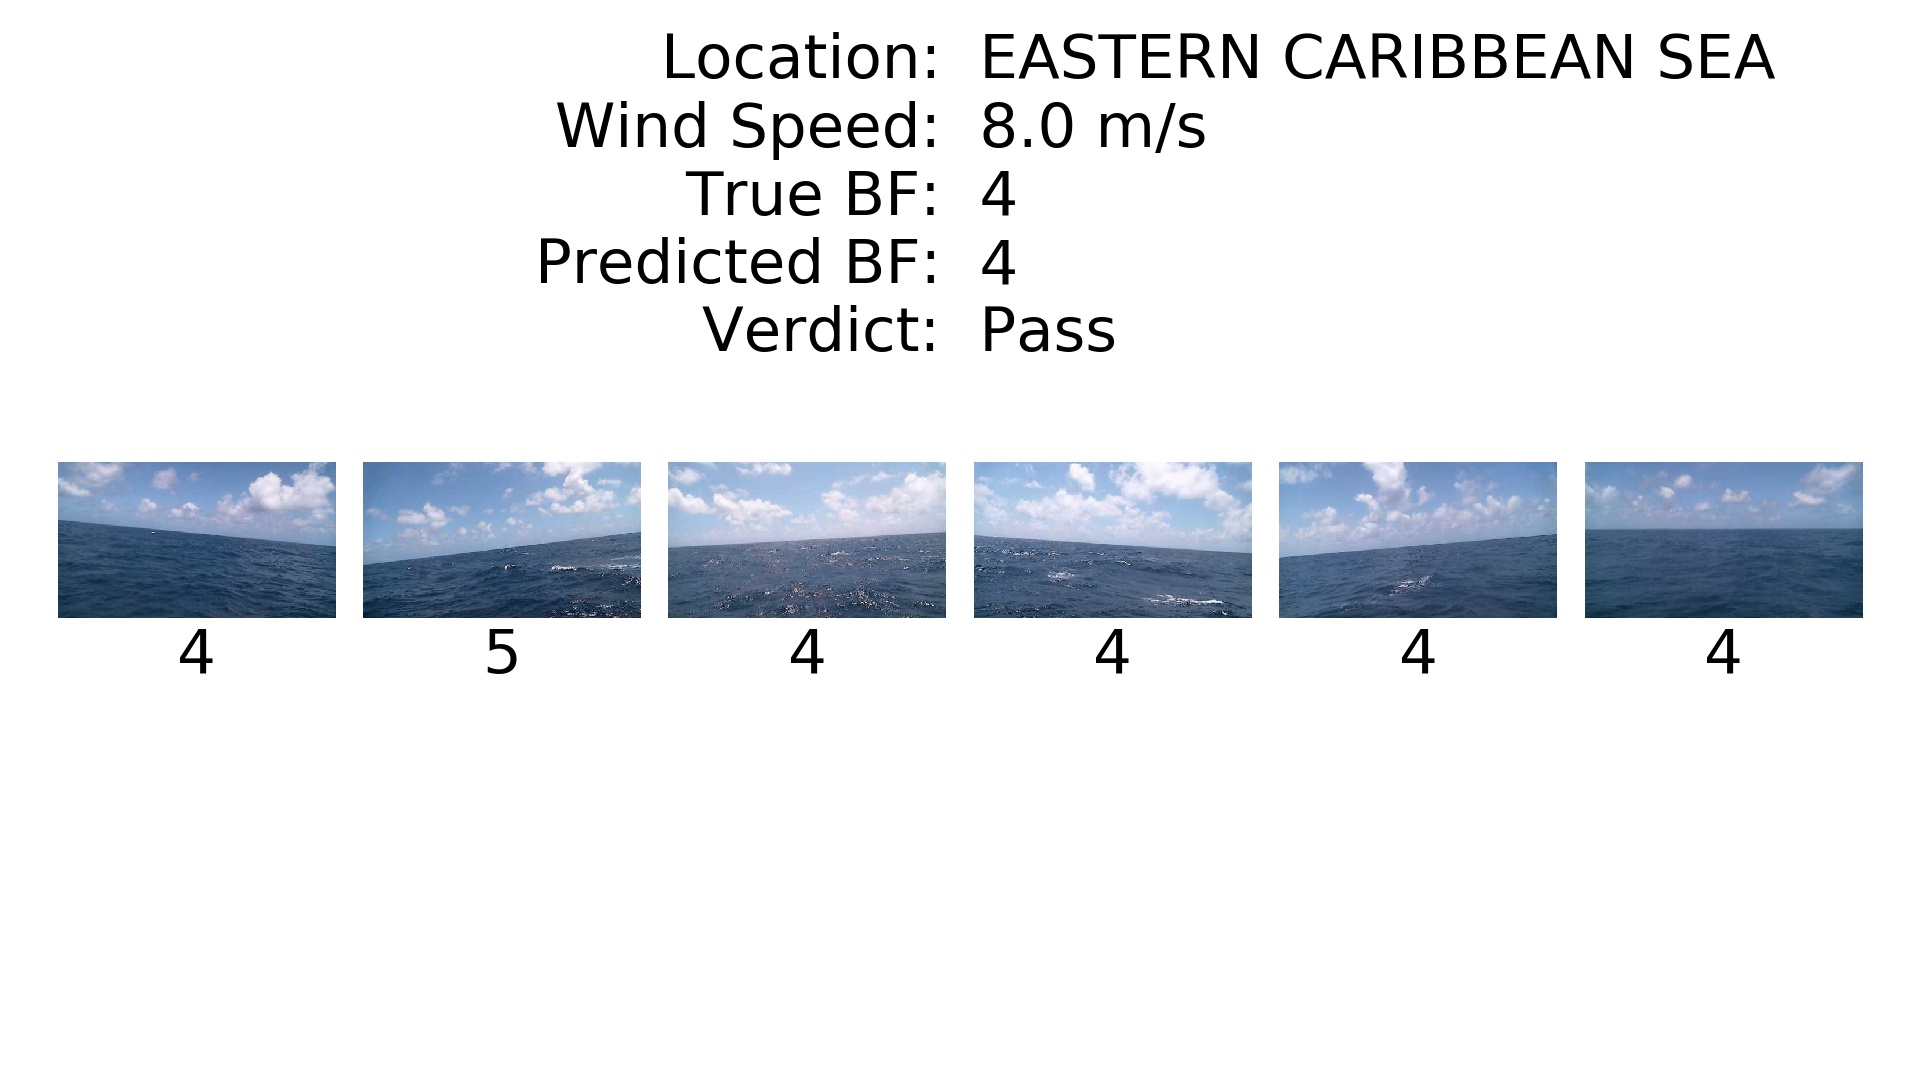 Location: EASTERN CARIBBEAN SEA
Wind Speed: 8.0 m/s
True BF: 4
Predicted BF: 4
Verdict: Pass
4 5 4 4 4 4